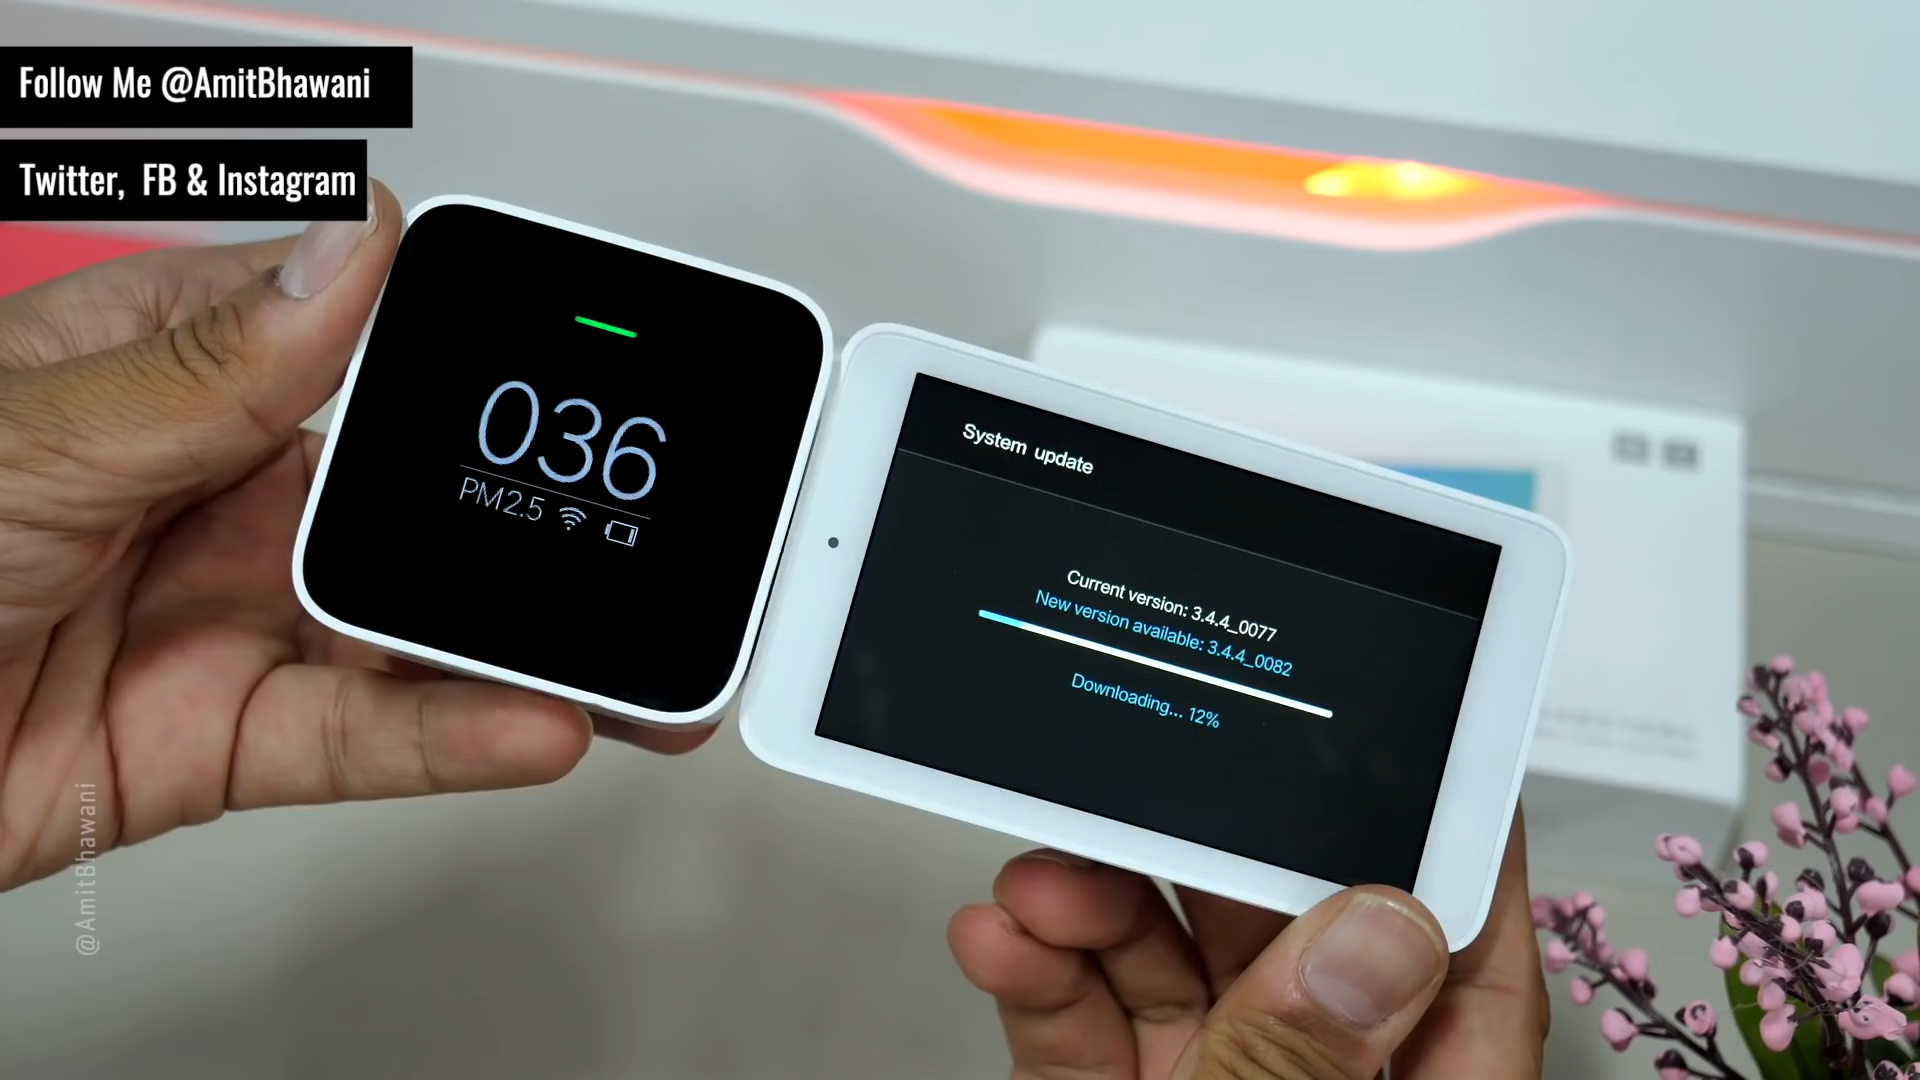 Follow Me @AmitBhawani
Twitter, FB & Instagram
036
PM2.5
System update
Current version: 3.4.4_0077
New version available: 3.4.4_0082
Downloading... 12%
@AmitBhawani